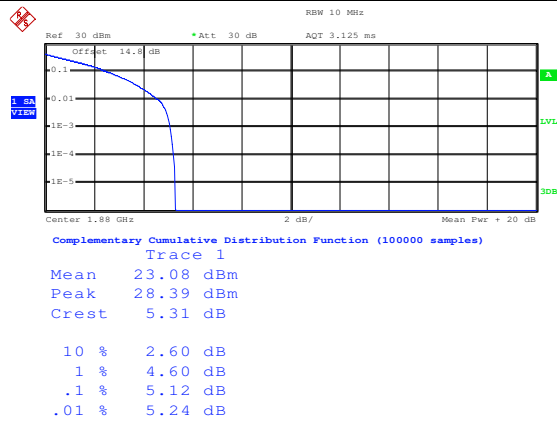 RBW 10 MHz
Ref 30 dBm *Att 30 dB AQT 3.125 ms
Offset 14.8 dB
0.1
A
0.01
1 SA
VIEW
1E-3
LVL
1E-4
1E-5
3DB
Center 1.88 GHz 2 dB/ Mean Pwr + 20 dB
Complementary Cumulative Distribution Function (100000 samples)
Trace 1
Mean 23.08 dBm
Peak 28.39 dBm
Crest 5.31 dB
10 % 2.60 dB
1 % 4.60 dB
.1 % 5.12 dB
.01 % 5.24 dB